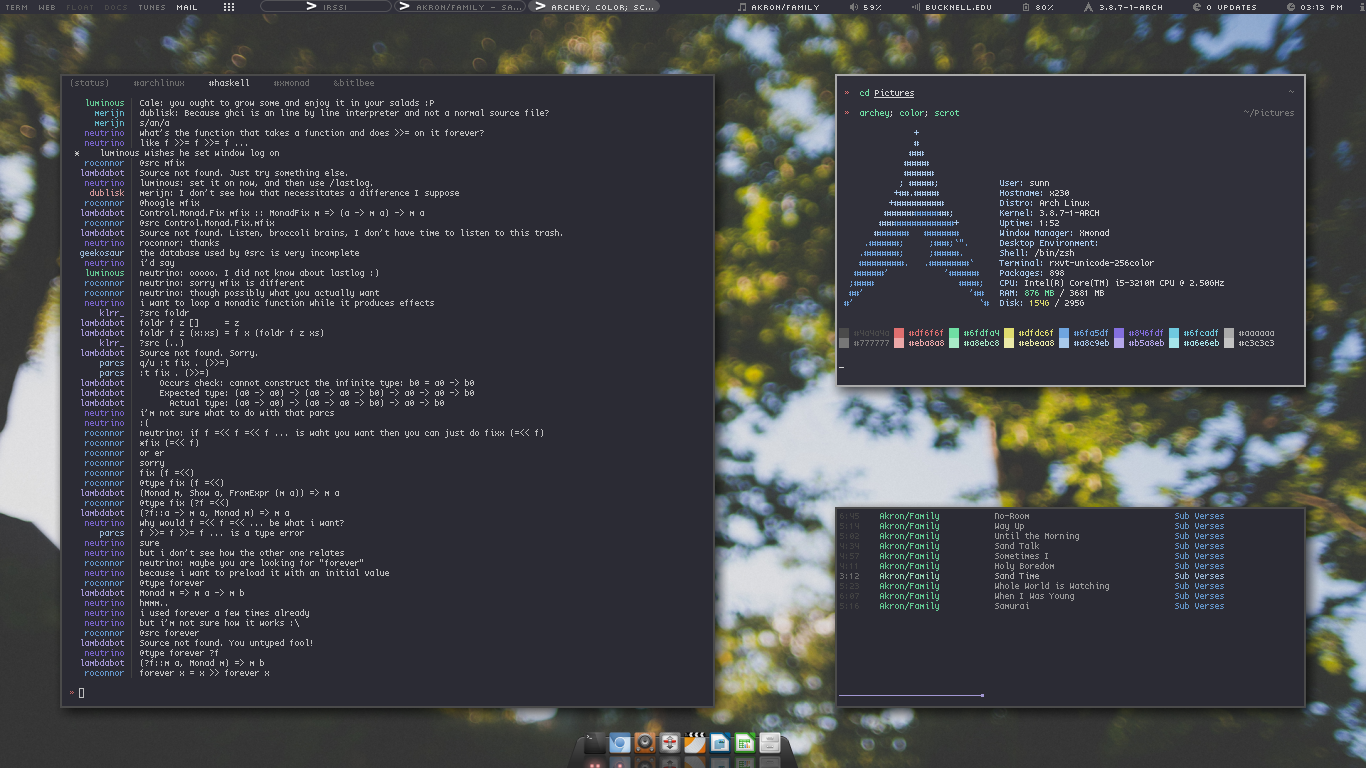 TERM WEB FLOAT DOCS TUNES MAIL
IRSSI
AKRON/FAMILY - SA...
ARCHEY; COLOR; SC...
AKRON/FAMILY 59% BUCKNELL.EDU 80% 3.8.7-1-ARCH 0 UPDATES 03:13 PM
(status) #archlinux #haskell #xmonad &bitlbee
luminous Cale: you ought to grow some and enjoy it in your salads :P
merijn dublisk: Because ghci is an line by line interpreter and not a normal source file?
merijn s/an/a
neutrino what's the function that takes a function and does >>= on it forever?
neutrino like f >>= f >>= f ...
* luminous wishes he set window log on
roconnor @src mfix
lambdabot Source not found. Just try something else.
neutrino luminous: set it on now, and then use /lastlog.
dublisk merijn: I don't see how that necessitates a difference I suppose
roconnor @hoogle mfix
lambdabot Control.Monad.Fix mfix :: MonadFix m => (a -> m a) -> m a
roconnor @src Control.Monad.Fix.mfix
lambdabot Source not found. Listen, broccoli brains, I don't have time to listen to this trash.
neutrino roconnor: thanks
geekosaur the database used by @src is very incomplete
neutrino i'd say
luminous neutrino: ooooo. I did not know about lastlog :)
roconnor neutrino: sorry mfix is different
roconnor neutrino: though possibly what you actually want
neutrino i want to loop a monadic function while it produces effects
klrr_ ?src foldr
lambdabot foldr f z [] = z
lambdabot foldr f z (x:xs) = f x (foldr f z xs)
klrr_ ?src (..)
lambdabot Source not found. Sorry.
parcs q/u :t fix . (>>=)
parcs :t fix . (>>=)
lambdabot Occurs check: cannot construct the infinite type: b0 = a0 -> b0
lambdabot Expected type: (a0 -> a0) -> (a0 -> a0 -> b0) -> a0 -> a0 -> b0
lambdabot Actual type: (a0 -> a0) -> (a0 -> a0 -> b0) -> a0 -> b0
neutrino i'm not sure what to do with that parcs
neutrino :(
roconnor neutrino: if f =<< f =<< f ... is waht you want then you can just do fixx (=<< f)
roconnor *fix (=<< f)
roconnor or er
roconnor sorry
roconnor fix (f =<<)
roconnor @type fix (f =<<)
lambdabot (Monad m, Show a, FromExpr (m a)) => m a
roconnor @type fix (?f =<<)
lambdabot (?f::a -> m a, Monad m) => m a
neutrino why would f =<< f =<< ... be what i want?
parcs f >>= f >>= f ... is a type error
neutrino sure
neutrino but i don't see how the other one relates
roconnor neutrino: Maybe you are looking for "forever"
neutrino because i want to preload it with an initial value
roconnor @type forever
lambdabot Monad m => m a -> m b
neutrino hmmm..
neutrino i used forever a few times already
neutrino but i'm not sure how it works :\
roconnor @src forever
lambdabot Source not found. You untyped fool!
neutrino @type forever ?f
lambdabot (?f::m a, Monad m) => m b
roconnor forever x = x >> forever x
»
» cd Pictures ~
» archey; color; scrot ~/Pictures
User: sunn
Hostname: x230
Distro: Arch Linux
Kernel: 3.8.7-1-ARCH
Uptime: 1:52
Window Manager: Xmonad
Desktop Environment:
Shell: /bin/zsh
Terminal: rxvt-unicode-256color
Packages: 898
CPU: Intel(R) Core(TM) i5-3210M CPU @ 2.50GHz
RAM: 876 MB / 3681 MB
Disk: 154G / 295G
#4a4a4a #df6f6f #6fdfa4 #dfdc6f #6fa5df #846fdf #6fcadf #aaaaaa
#777777 #eba8a8 #a8ebc8 #ebeaa8 #a8c9eb #b5a8eb #a6e6eb #c3c3c3
6:45 Akron/Family No-Room Sub Verses
5:19 Akron/Family Way Up Sub Verses
5:02 Akron/Family Until the Morning Sub Verses
4:34 Akron/Family Sand Talk Sub Verses
4:57 Akron/Family Sometimes I Sub Verses
4:11 Akron/Family Holy Boredom Sub Verses
3:12 Akron/Family Sand Time Sub Verses
5:23 Akron/Family Whole World is Watching Sub Verses
6:07 Akron/Family When I Was Young Sub Verses
5:16 Akron/Family Samurai Sub Verses